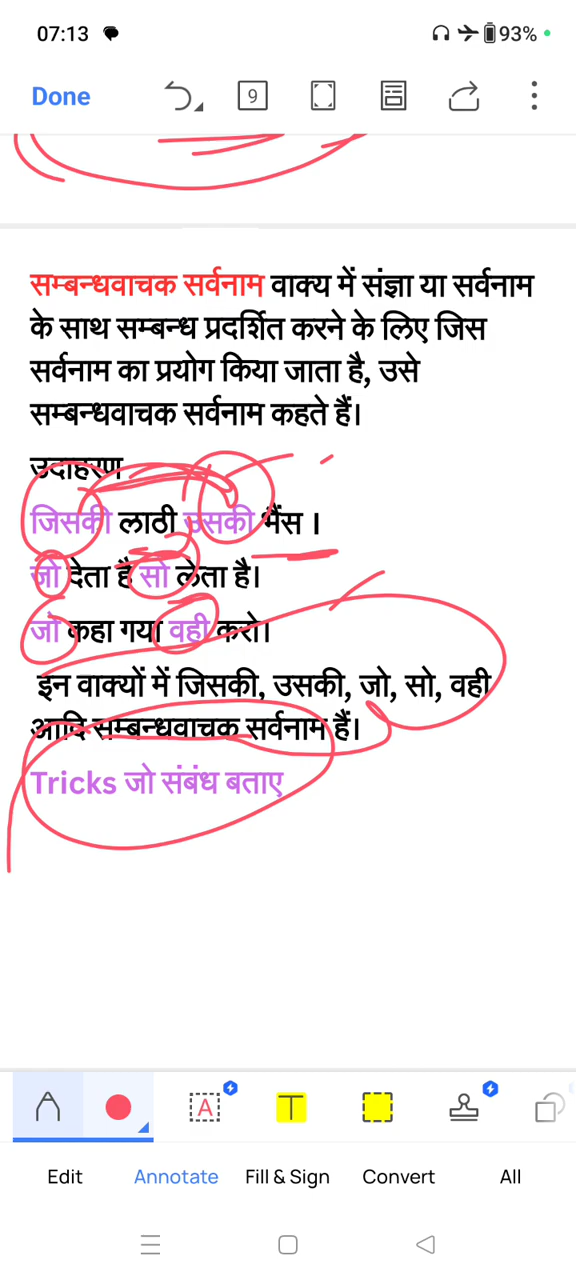 07:13
93%
Done
9
सम्बन्धवाचक सर्वनाम वाक्य में संज्ञा या सर्वनाम
के साथ सम्बन्ध प्रदर्शित करने के लिए जिस
सर्वनाम का प्रयोग किया जाता है, उसे
सम्बन्धवाचक सर्वनाम कहते हैं।
उदाहरण
जिसकी लाठी उसकी भैंस ।
जो देता है सो लेता है।
जो कहा गया वही करो।
इन वाक्यों में जिसकी, उसकी, जो, सो, वही
आदि सम्बन्धवाचक सर्वनाम हैं।
Tricks जो संबंध बताए
A
T
Edit Annotate Fill & Sign Convert All